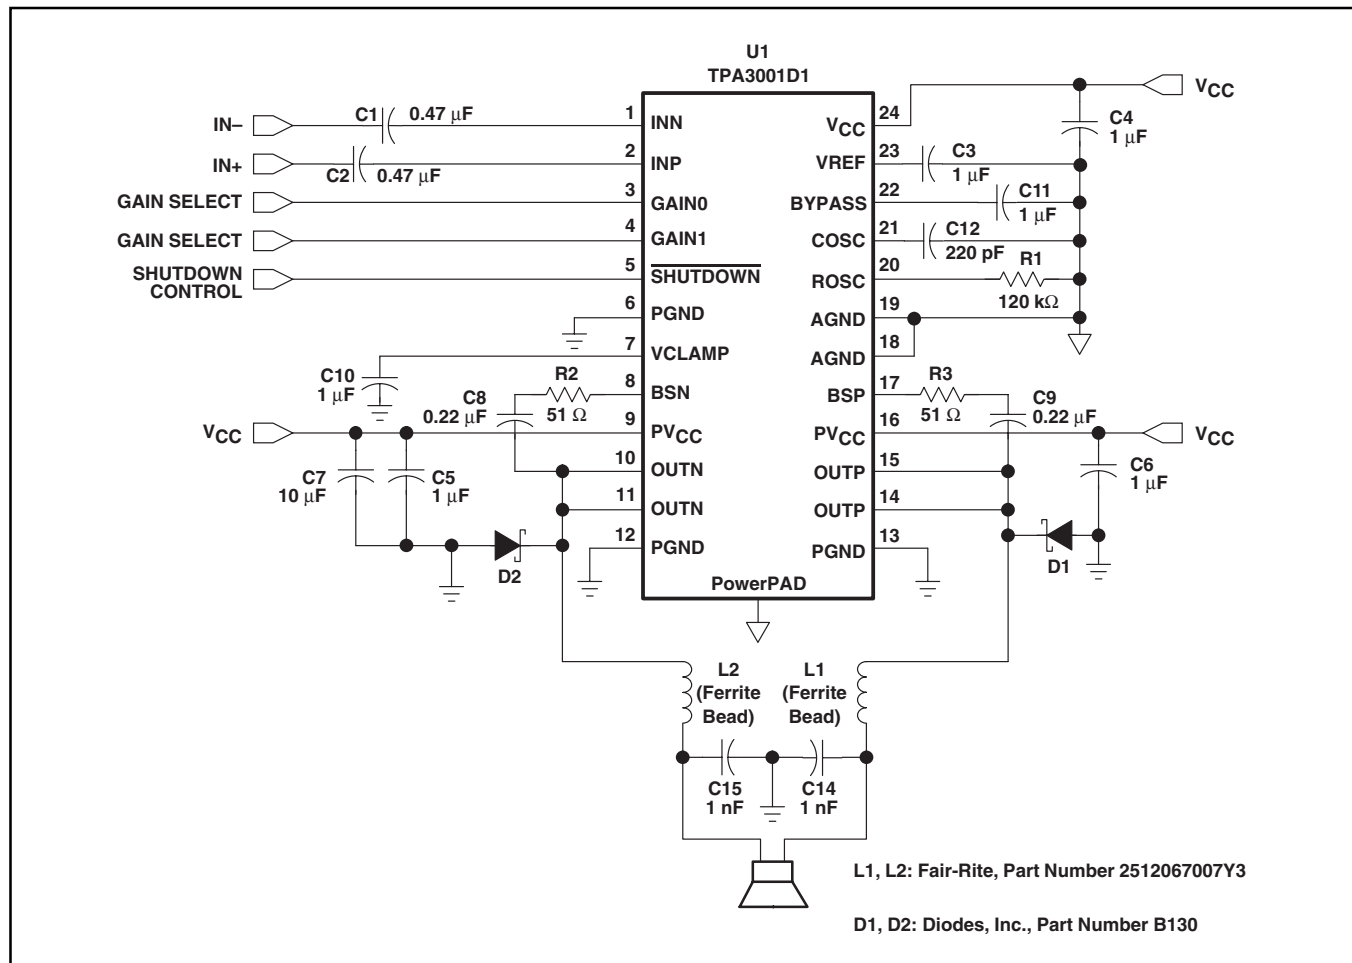 U1
TPA3001D1
IN–
C1
0.47 μF
1
INN
IN+
C2
0.47 μF
2
INP
GAIN SELECT
3
GAIN0
GAIN SELECT
4
GAIN1
SHUTDOWN
CONTROL
5
SHUTDOWN
6
PGND
7
VCLAMP
C10
1 μF
8
BSN
R2
51 Ω
C8
0.22 μF
VCC
9
PVCC
C7
10 μF
C5
1 μF
10
OUTN
11
OUTN
12
PGND
D2
PowerPAD
24
VCC
VCC
C4
1 μF
23
VREF
C3
1 μF
22
BYPASS
C11
1 μF
21
COSC
C12
220 pF
20
ROSC
R1
120 kΩ
19
AGND
18
AGND
17
BSP
R3
51 Ω
C9
0.22 μF
16
PVCC
VCC
C6
1 μF
15
OUTP
14
OUTP
13
PGND
D1
L2
(Ferrite
Bead)
L1
(Ferrite
Bead)
C15
1 nF
C14
1 nF
L1, L2: Fair-Rite, Part Number 2512067007Y3
D1, D2: Diodes, Inc., Part Number B130